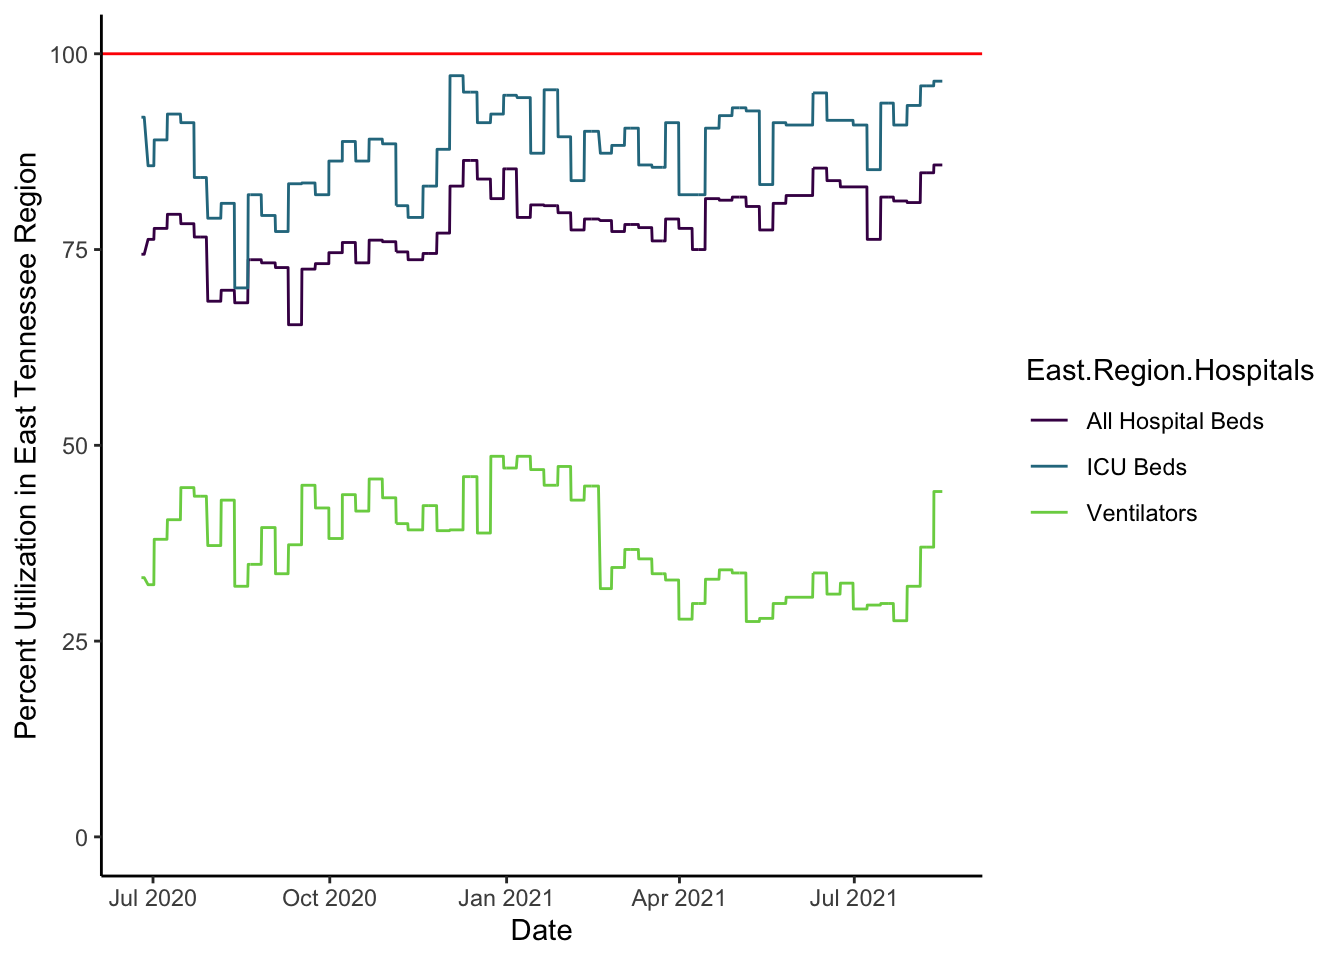 Percent Utilization in East Tennessee Region
100
75
50
25
0
Jul 2020
Oct 2020
Jan 2021
Apr 2021
Jul 2021
Date
East.Region.Hospitals
All Hospital Beds
ICU Beds
Ventilators